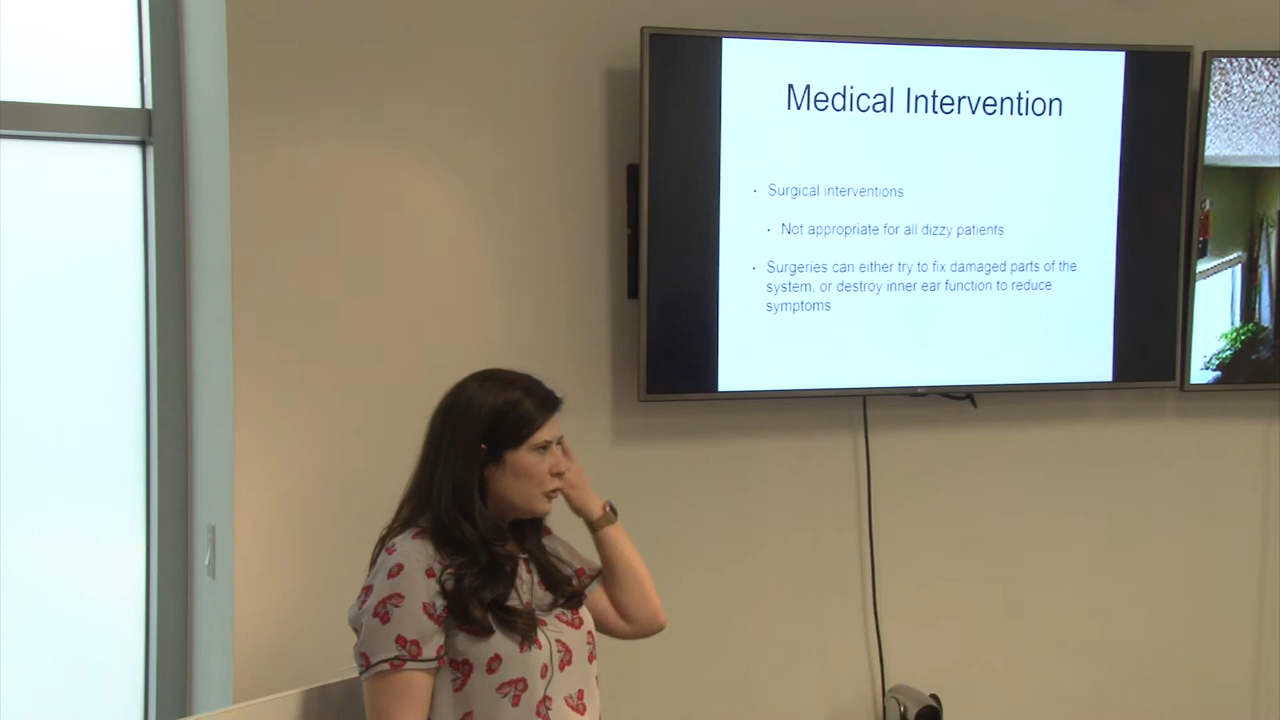 Medical Intervention
· Surgical interventions
· Not appropriate for all dizzy patients
· Surgeries can either try to fix damaged parts of the
system, or destroy inner ear function to reduce
symptoms